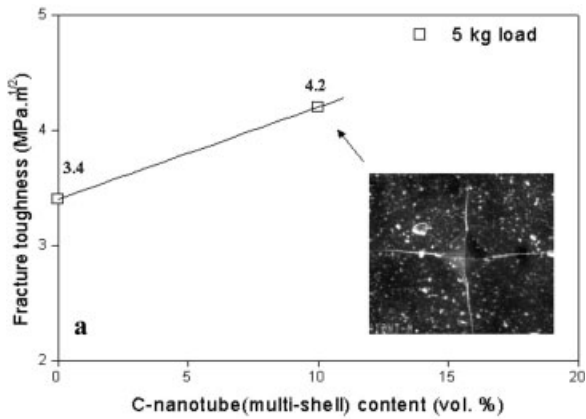 5 kg load
5
4.2
4
3.4
3
a
2
0 5 10 15 20
Fracture toughness (MPa.m^1/2)
C-nanotube(multi-shell) content (vol. %)